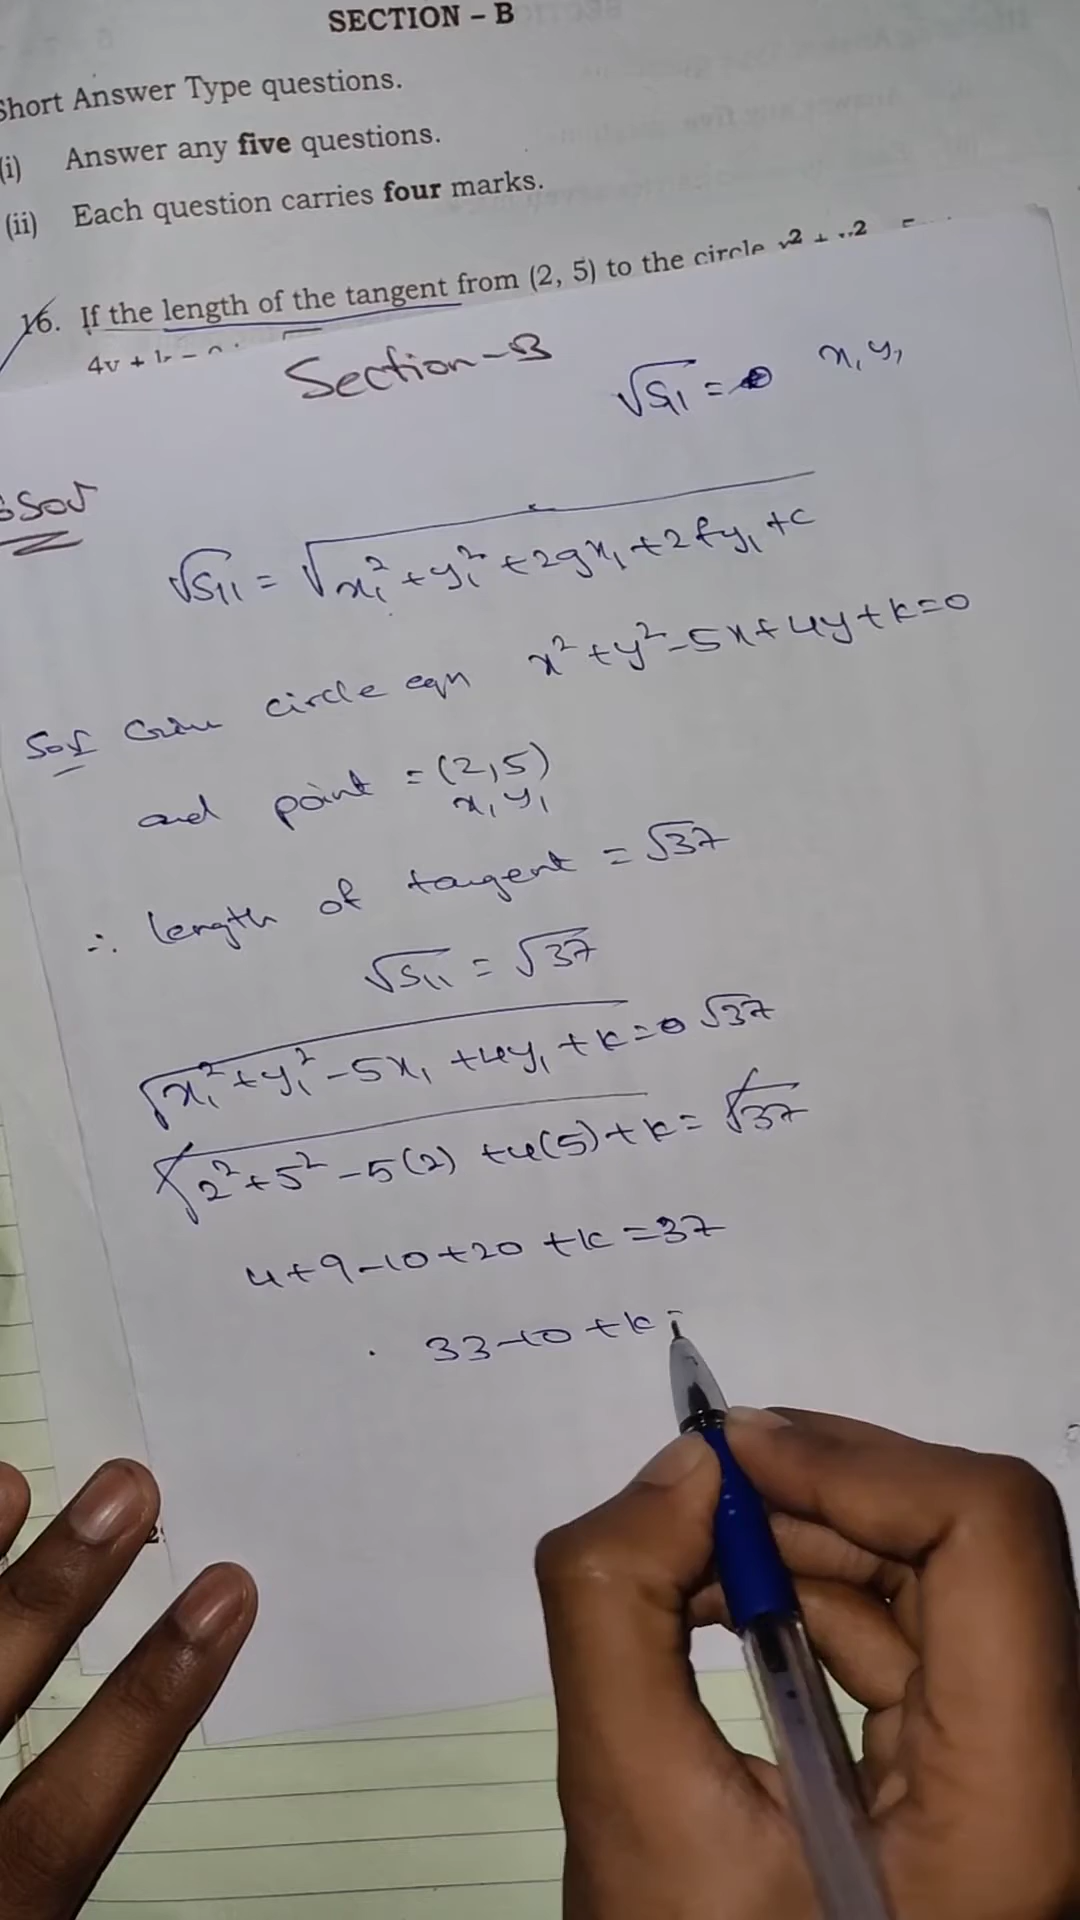 SECTION – B
Short Answer Type questions.
(i) Answer any five questions.
(ii) Each question carries four marks.
16. If the length of the tangent from (2, 5) to the circle x² + y²
4y + k =
Section-B
√S11 = x1 y1
Sol
√S11 = √x1² + y1² + 2gx1 + 2fy1 + c
Sol circle eqn x² + y² - 5x + 4y + k = 0
and point = (2,5)
x1 y1
∴ length of tangent = √37
√S11 = √37
√x1² + y1² - 5x1 + 4y1 + k = √37
√2² + 5² - 5(2) + 4(5) + k = √37
4 + 9 - 10 + 20 + k = 37
33 - 10 + k =